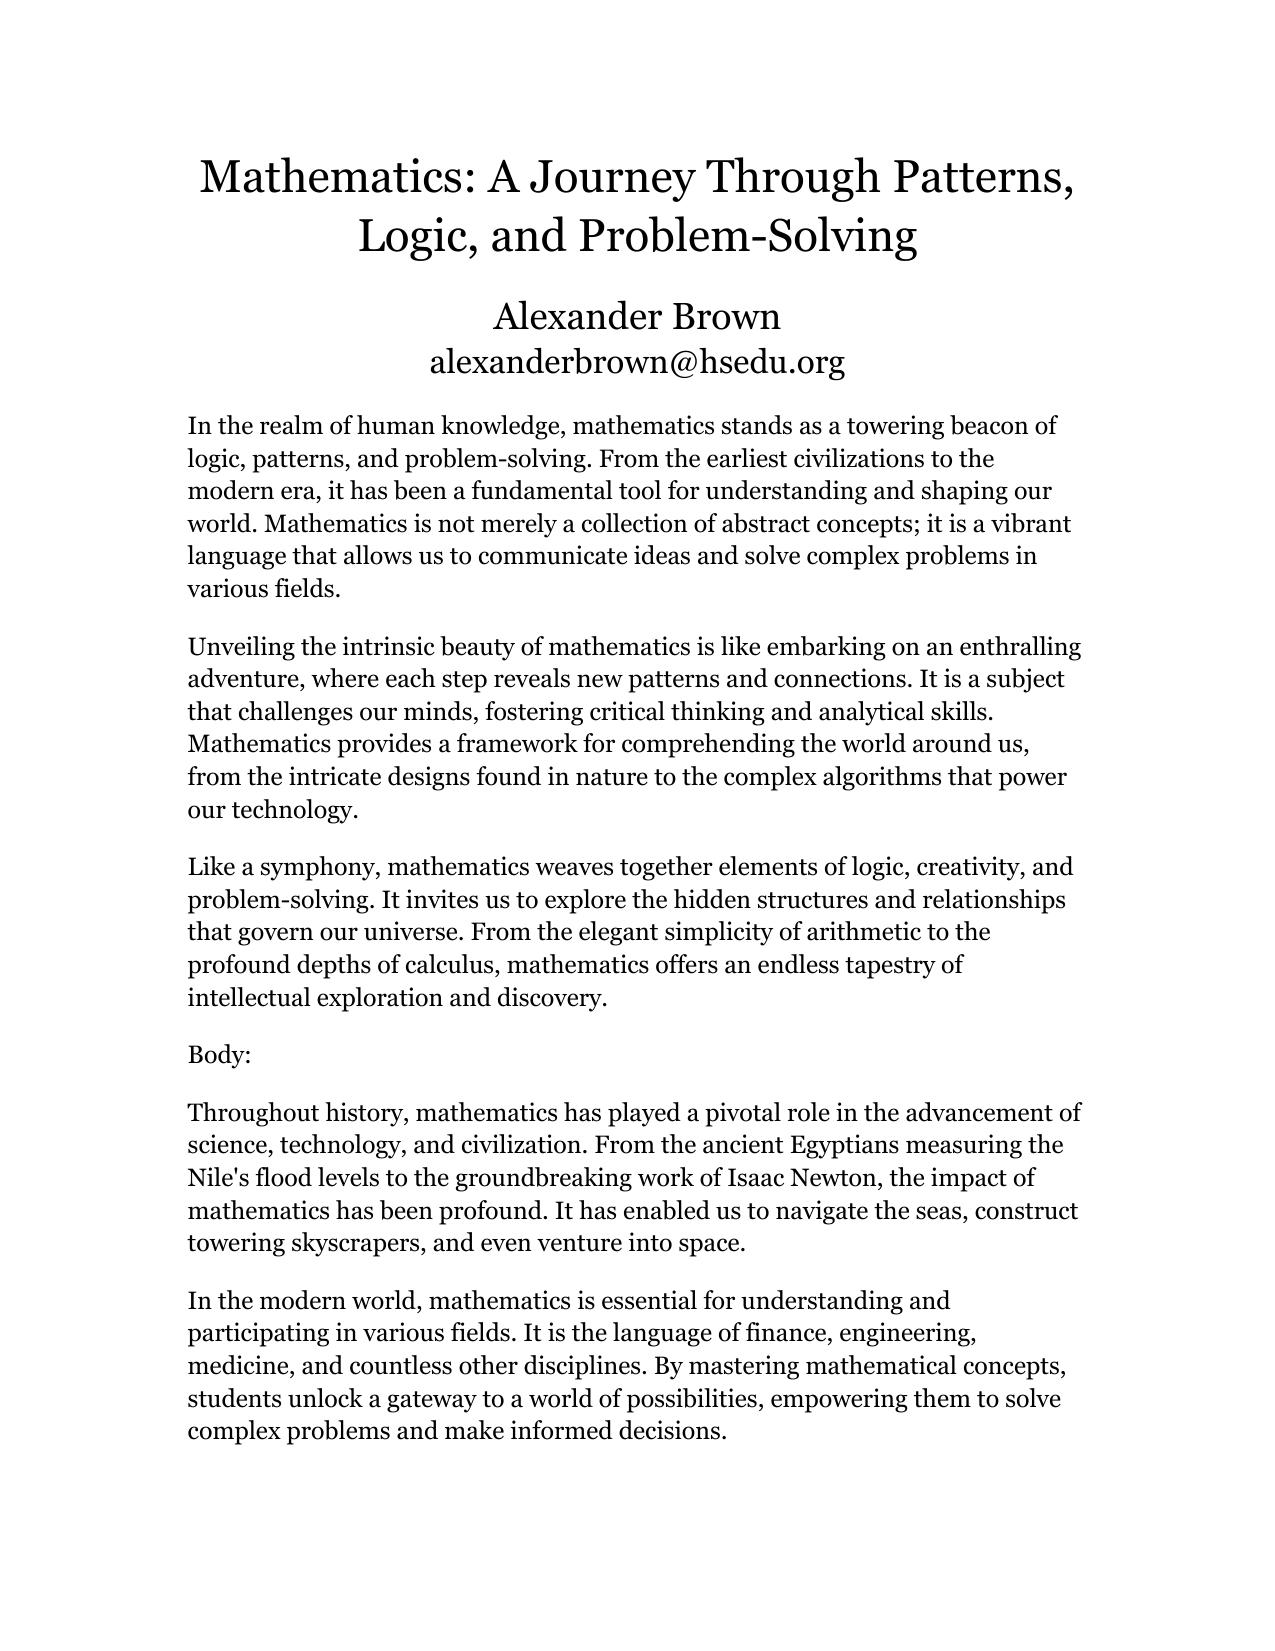 Mathematics: A Journey Through Patterns,
Logic, and Problem-Solving
Alexander Brown
alexanderbrown@hsedu.org
In the realm of human knowledge, mathematics stands as a towering beacon of
logic, patterns, and problem-solving. From the earliest civilizations to the
modern era, it has been a fundamental tool for understanding and shaping our
world. Mathematics is not merely a collection of abstract concepts; it is a vibrant
language that allows us to communicate ideas and solve complex problems in
various fields.
Unveiling the intrinsic beauty of mathematics is like embarking on an enthralling
adventure, where each step reveals new patterns and connections. It is a subject
that challenges our minds, fostering critical thinking and analytical skills.
Mathematics provides a framework for comprehending the world around us,
from the intricate designs found in nature to the complex algorithms that power
our technology.
Like a symphony, mathematics weaves together elements of logic, creativity, and
problem-solving. It invites us to explore the hidden structures and relationships
that govern our universe. From the elegant simplicity of arithmetic to the
profound depths of calculus, mathematics offers an endless tapestry of
intellectual exploration and discovery.
Body:
Throughout history, mathematics has played a pivotal role in the advancement of
science, technology, and civilization. From the ancient Egyptians measuring the
Nile's flood levels to the groundbreaking work of Isaac Newton, the impact of
mathematics has been profound. It has enabled us to navigate the seas, construct
towering skyscrapers, and even venture into space.
In the modern world, mathematics is essential for understanding and
participating in various fields. It is the language of finance, engineering,
medicine, and countless other disciplines. By mastering mathematical concepts,
students unlock a gateway to a world of possibilities, empowering them to solve
complex problems and make informed decisions.